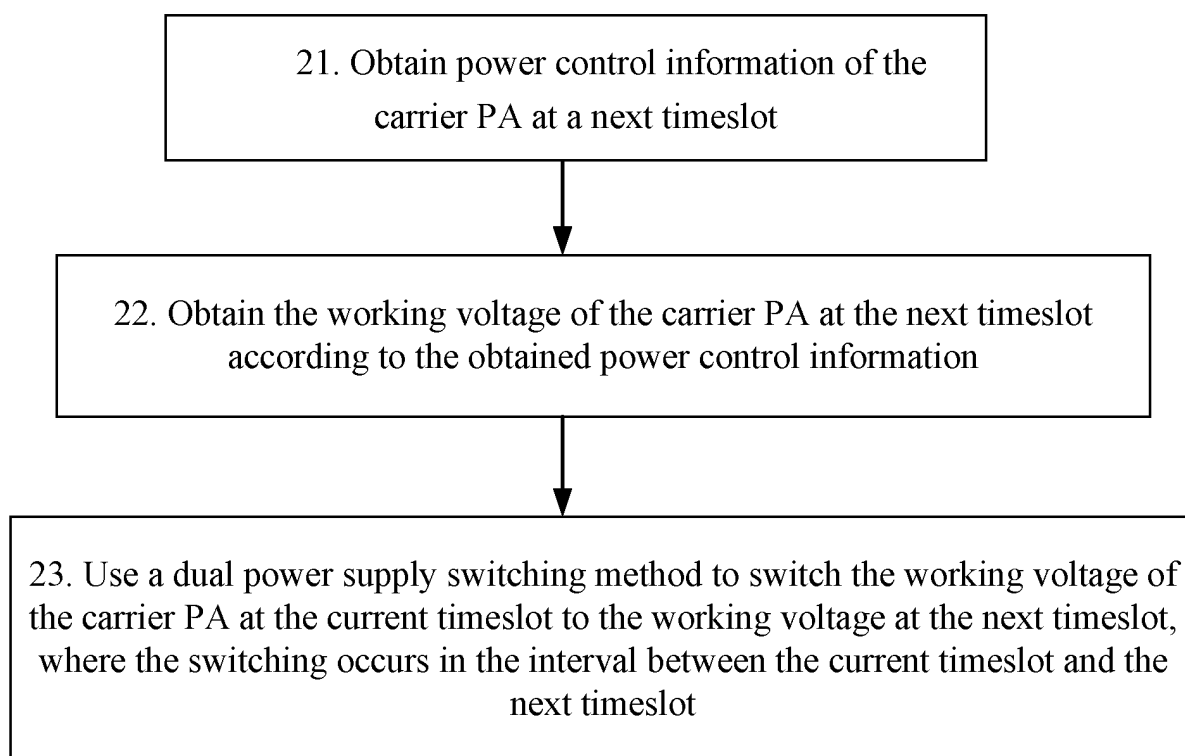 21. Obtain power control information of the
carrier PA at a next timeslot
22. Obtain the working voltage of the carrier PA at the next timeslot
according to the obtained power control information
23. Use a dual power supply switching method to switch the working voltage of
the carrier PA at the current timeslot to the working voltage at the next timeslot,
where the switching occurs in the interval between the current timeslot and the
next timeslot